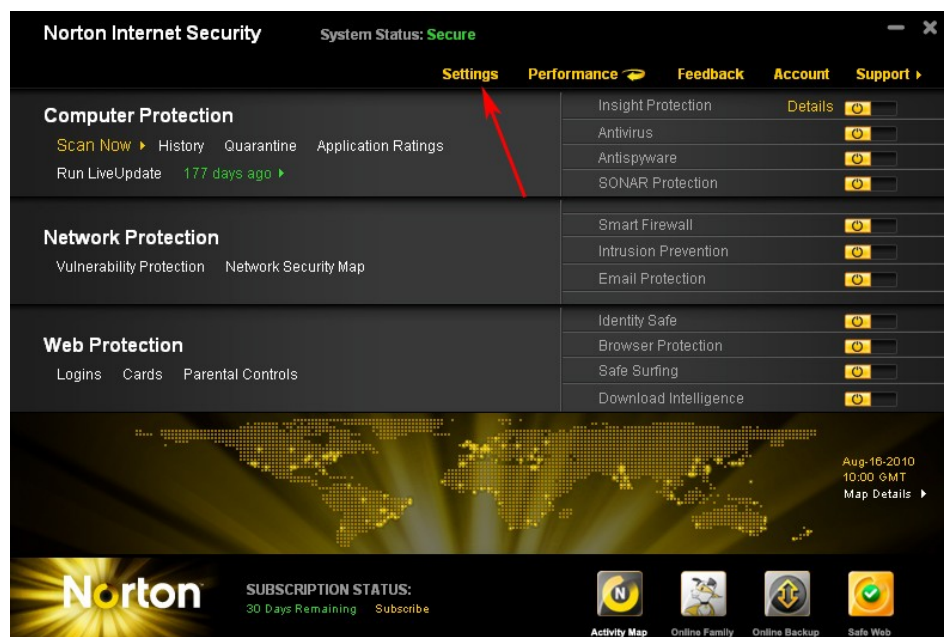 Norton Internet Security System Status: Secure
Settings Performance Feedback Account Support
Computer Protection
Scan Now History Quarantine Application Ratings
Run LiveUpdate 177 days ago
Insight Protection Details
Antivirus
Antispyware
SONAR Protection
Network Protection
Vulnerability Protection Network Security Map
Smart Firewall
Intrusion Prevention
Email Protection
Web Protection
Logins Cards Parental Controls
Identity Safe
Browser Protection
Safe Surfing
Download Intelligence
Aug-16-2010
10:00 GMT
Map Details
Norton
SUBSCRIPTION STATUS:
30 Days Remaining Subscribe
N
Activity Map Online Family Online Backup Safe Web